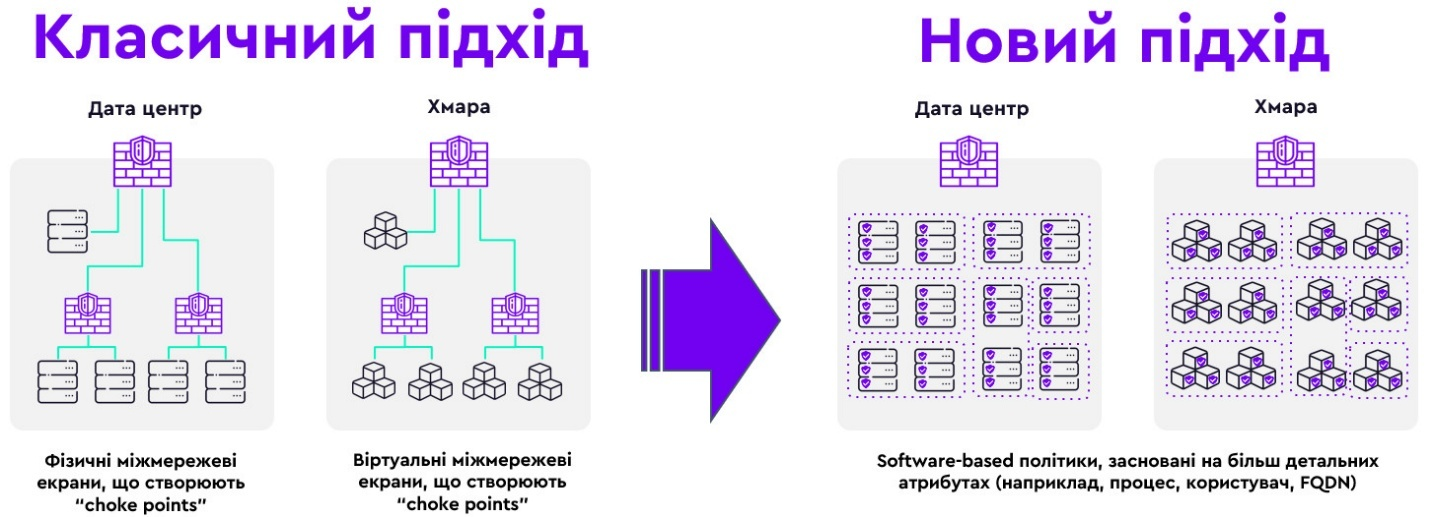 Класичний підхід
Новий підхід
Дата центр
Хмара
Дата центр
Хмара
Фізичні міжмережеві
екрани, що створюють
“choke points”
Віртуальні міжмережеві
екрани, що створюють
“choke points”
Software-based політики, засновані на більш детальних
атрибутах (наприклад, процес, користувач, FQDN)